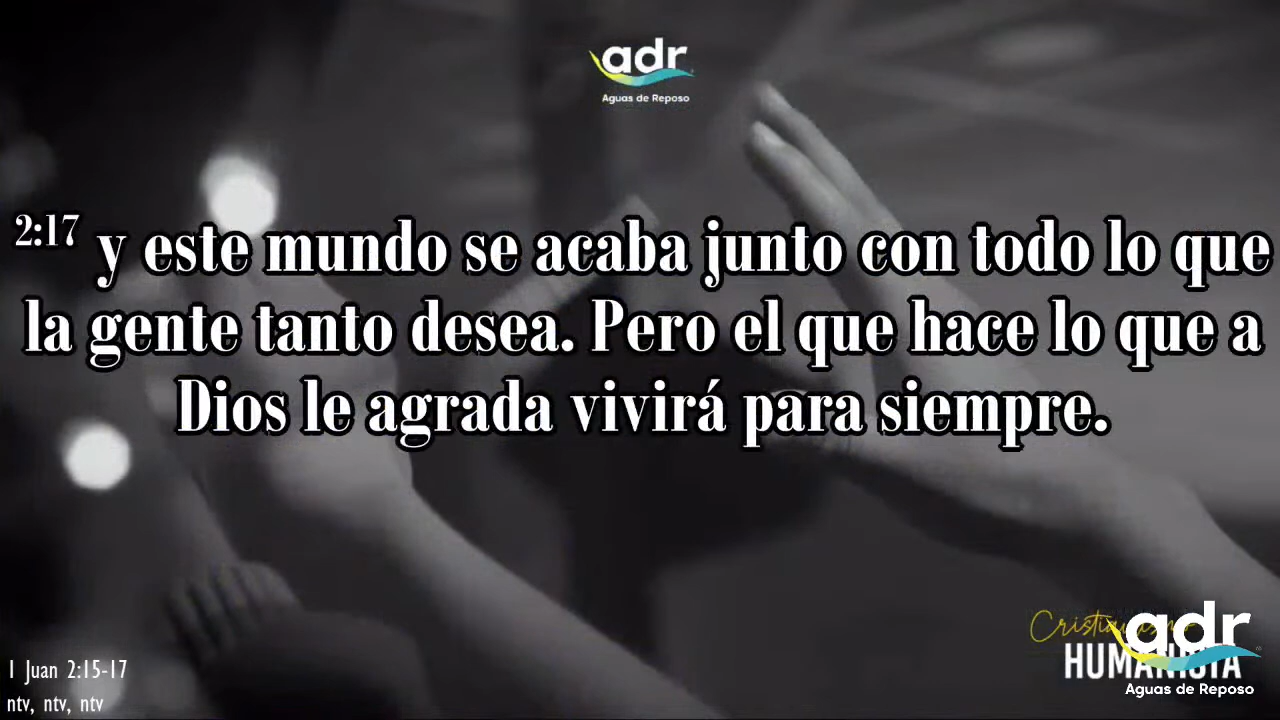 adr
Aguas de Reposo
2:17 y este mundo se acaba junto con todo lo que
la gente tanto desea. Pero el que hace lo que a
Dios le agrada vivirá para siempre.
HUMANISTA
adr
Aguas de Reposo
1 Juan 2:15-17
ntv, ntv, ntv